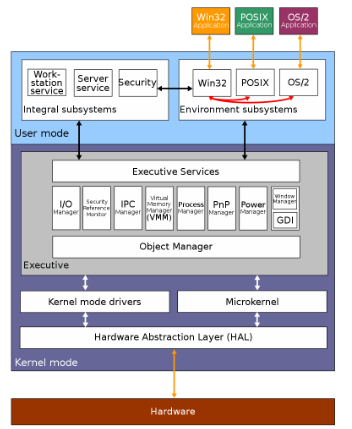 Win32
Application
POSIX
Application
OS/2
Application
Work-
station
service
Server
service
Security
Integral subsystems
Win32
POSIX
OS/2
Environment subsystems
User mode
Executive Services
I/O
Manager
Security
Reference
Monitor
IPC
Manager
Virtual
Memory
Manager
(VMM)
Process
Manager
PnP
Manager
Power
Manager
Window
Manager
GDI
Object Manager
Executive
Kernel mode drivers
Microkernel
Hardware Abstraction Layer (HAL)
Kernel mode
Hardware